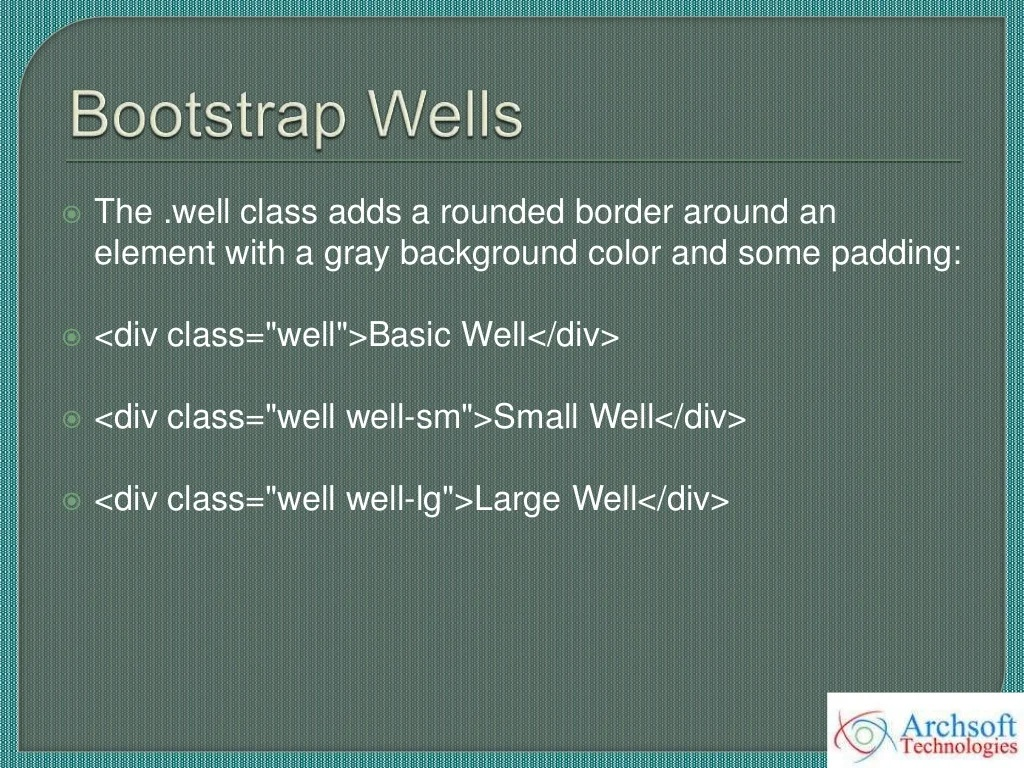 Bootstrap Wells
The .well class adds a rounded border around an
element with a gray background color and some padding:
<div class="well">Basic Well</div>
<div class="well well-sm">Small Well</div>
<div class="well well-lg">Large Well</div>
Archsoft
Technologies